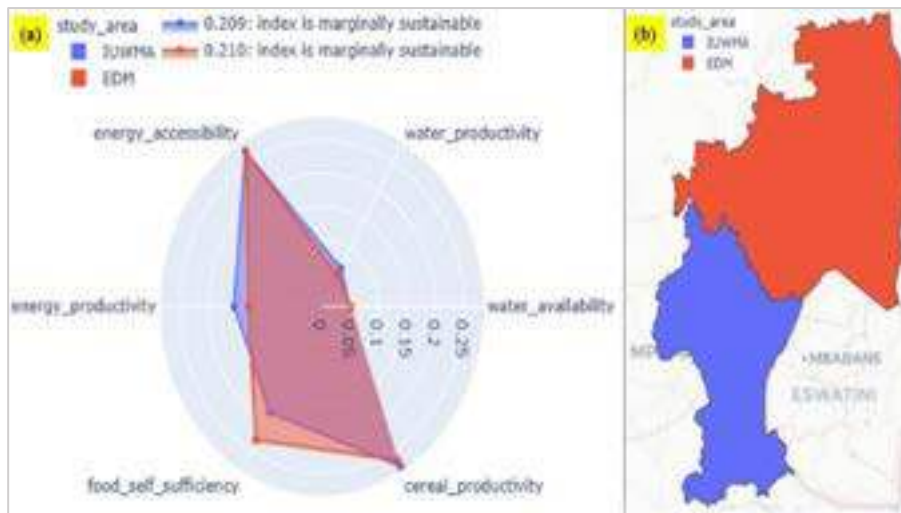 (a)
study_area
IUWMA
EDM
0.209: index is marginally sustainable
0.210: index is marginally sustainable
energy_accessibility
water_productivity
energy_productivity
water_availability
0
0.05
0.1
0.15
0.2
0.25
food_self_sufficiency
cereal_productivity
(b)
study_area
IUWMA
EDM
MBABANE
ESWATINI